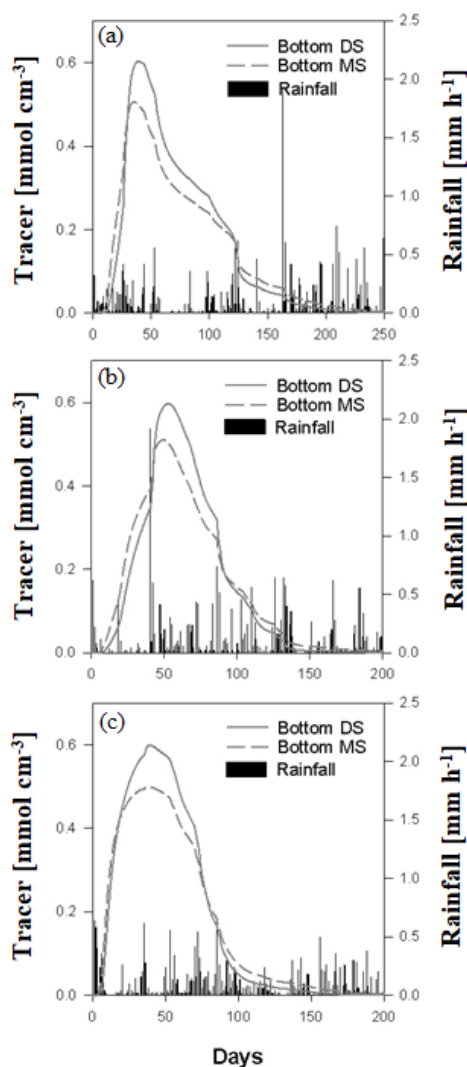 (a)
Bottom DS
Bottom MS
Rainfall
Tracer [mmol cm⁻³]
0.6
0.4
0.2
0.0
Rainfall [mm h⁻¹]
2.5
2.0
1.5
1.0
0.5
0.0
0 50 100 150 200 250
(b)
Bottom DS
Bottom MS
Rainfall
Tracer [mmol cm⁻³]
0.6
0.4
0.2
0.0
Rainfall [mm h⁻¹]
2.5
2.0
1.5
1.0
0.5
0.0
0 50 100 150 200
(c)
Bottom DS
Bottom MS
Rainfall
Tracer [mmol cm⁻³]
0.6
0.4
0.2
0.0
Rainfall [mm h⁻¹]
2.5
2.0
1.5
1.0
0.5
0.0
0 50 100 150 200
Days